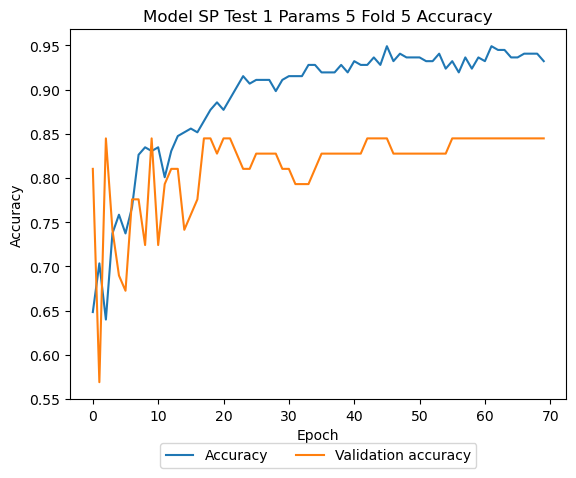 Model SP Test 1 Params 5 Fold 5 Accuracy
0.95
0.90
0.85
0.80
0.75
0.70
0.65
0.60
0.55
Accuracy
0 10 20 30 40 50 60 70
Epoch
Accuracy Validation accuracy